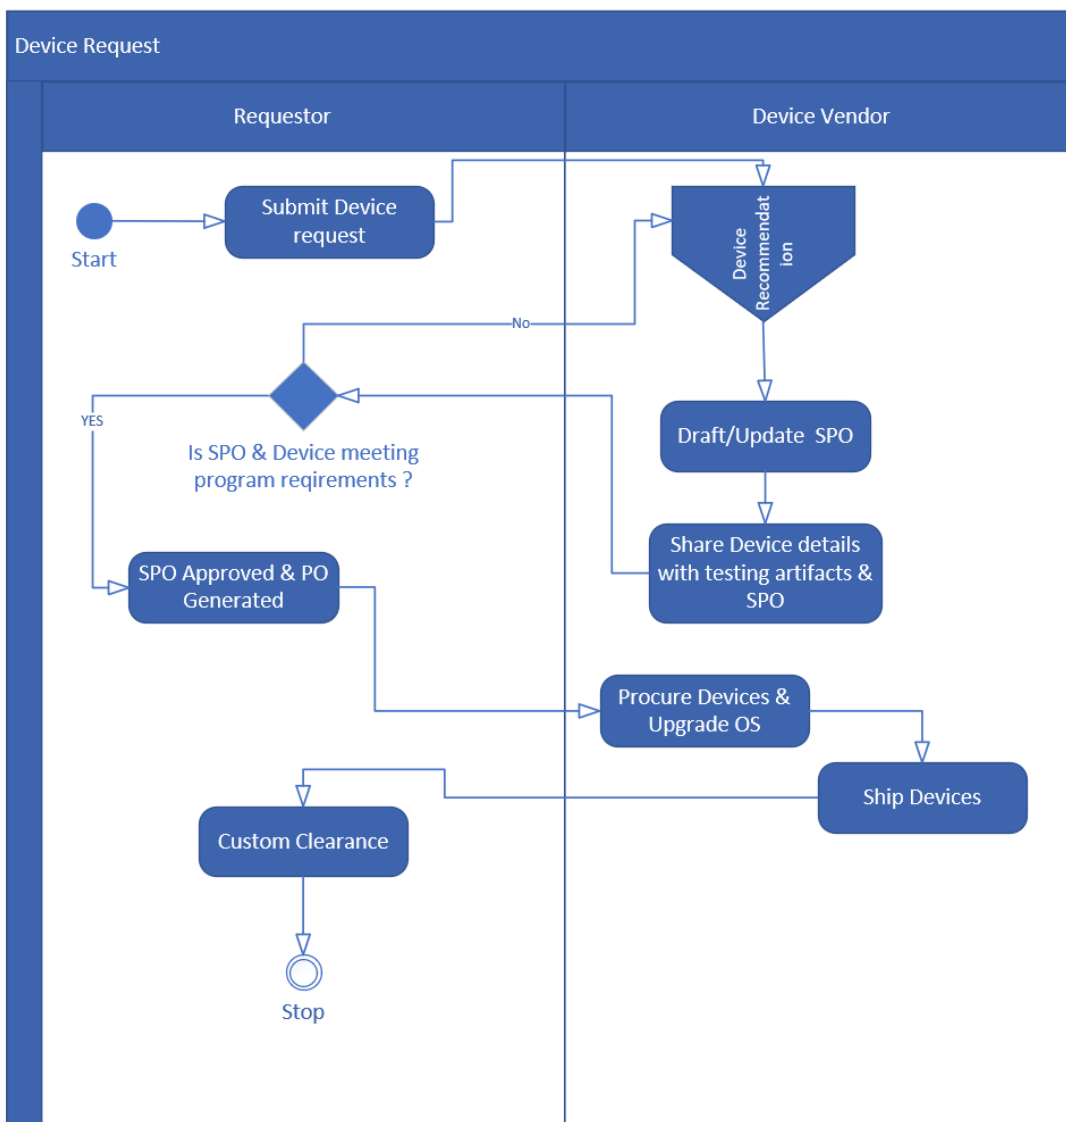 Device Request
Requestor
Device Vendor
Submit Device
request
Start
Device
Recommendat
ion
No
YES
Is SPO & Device meeting
program reqirements ?
Draft/Update  SPO
Share Device details
with testing artifacts &
SPO
SPO Approved & PO
Generated
Procure Devices &
Upgrade OS
Ship Devices
Custom Clearance
Stop